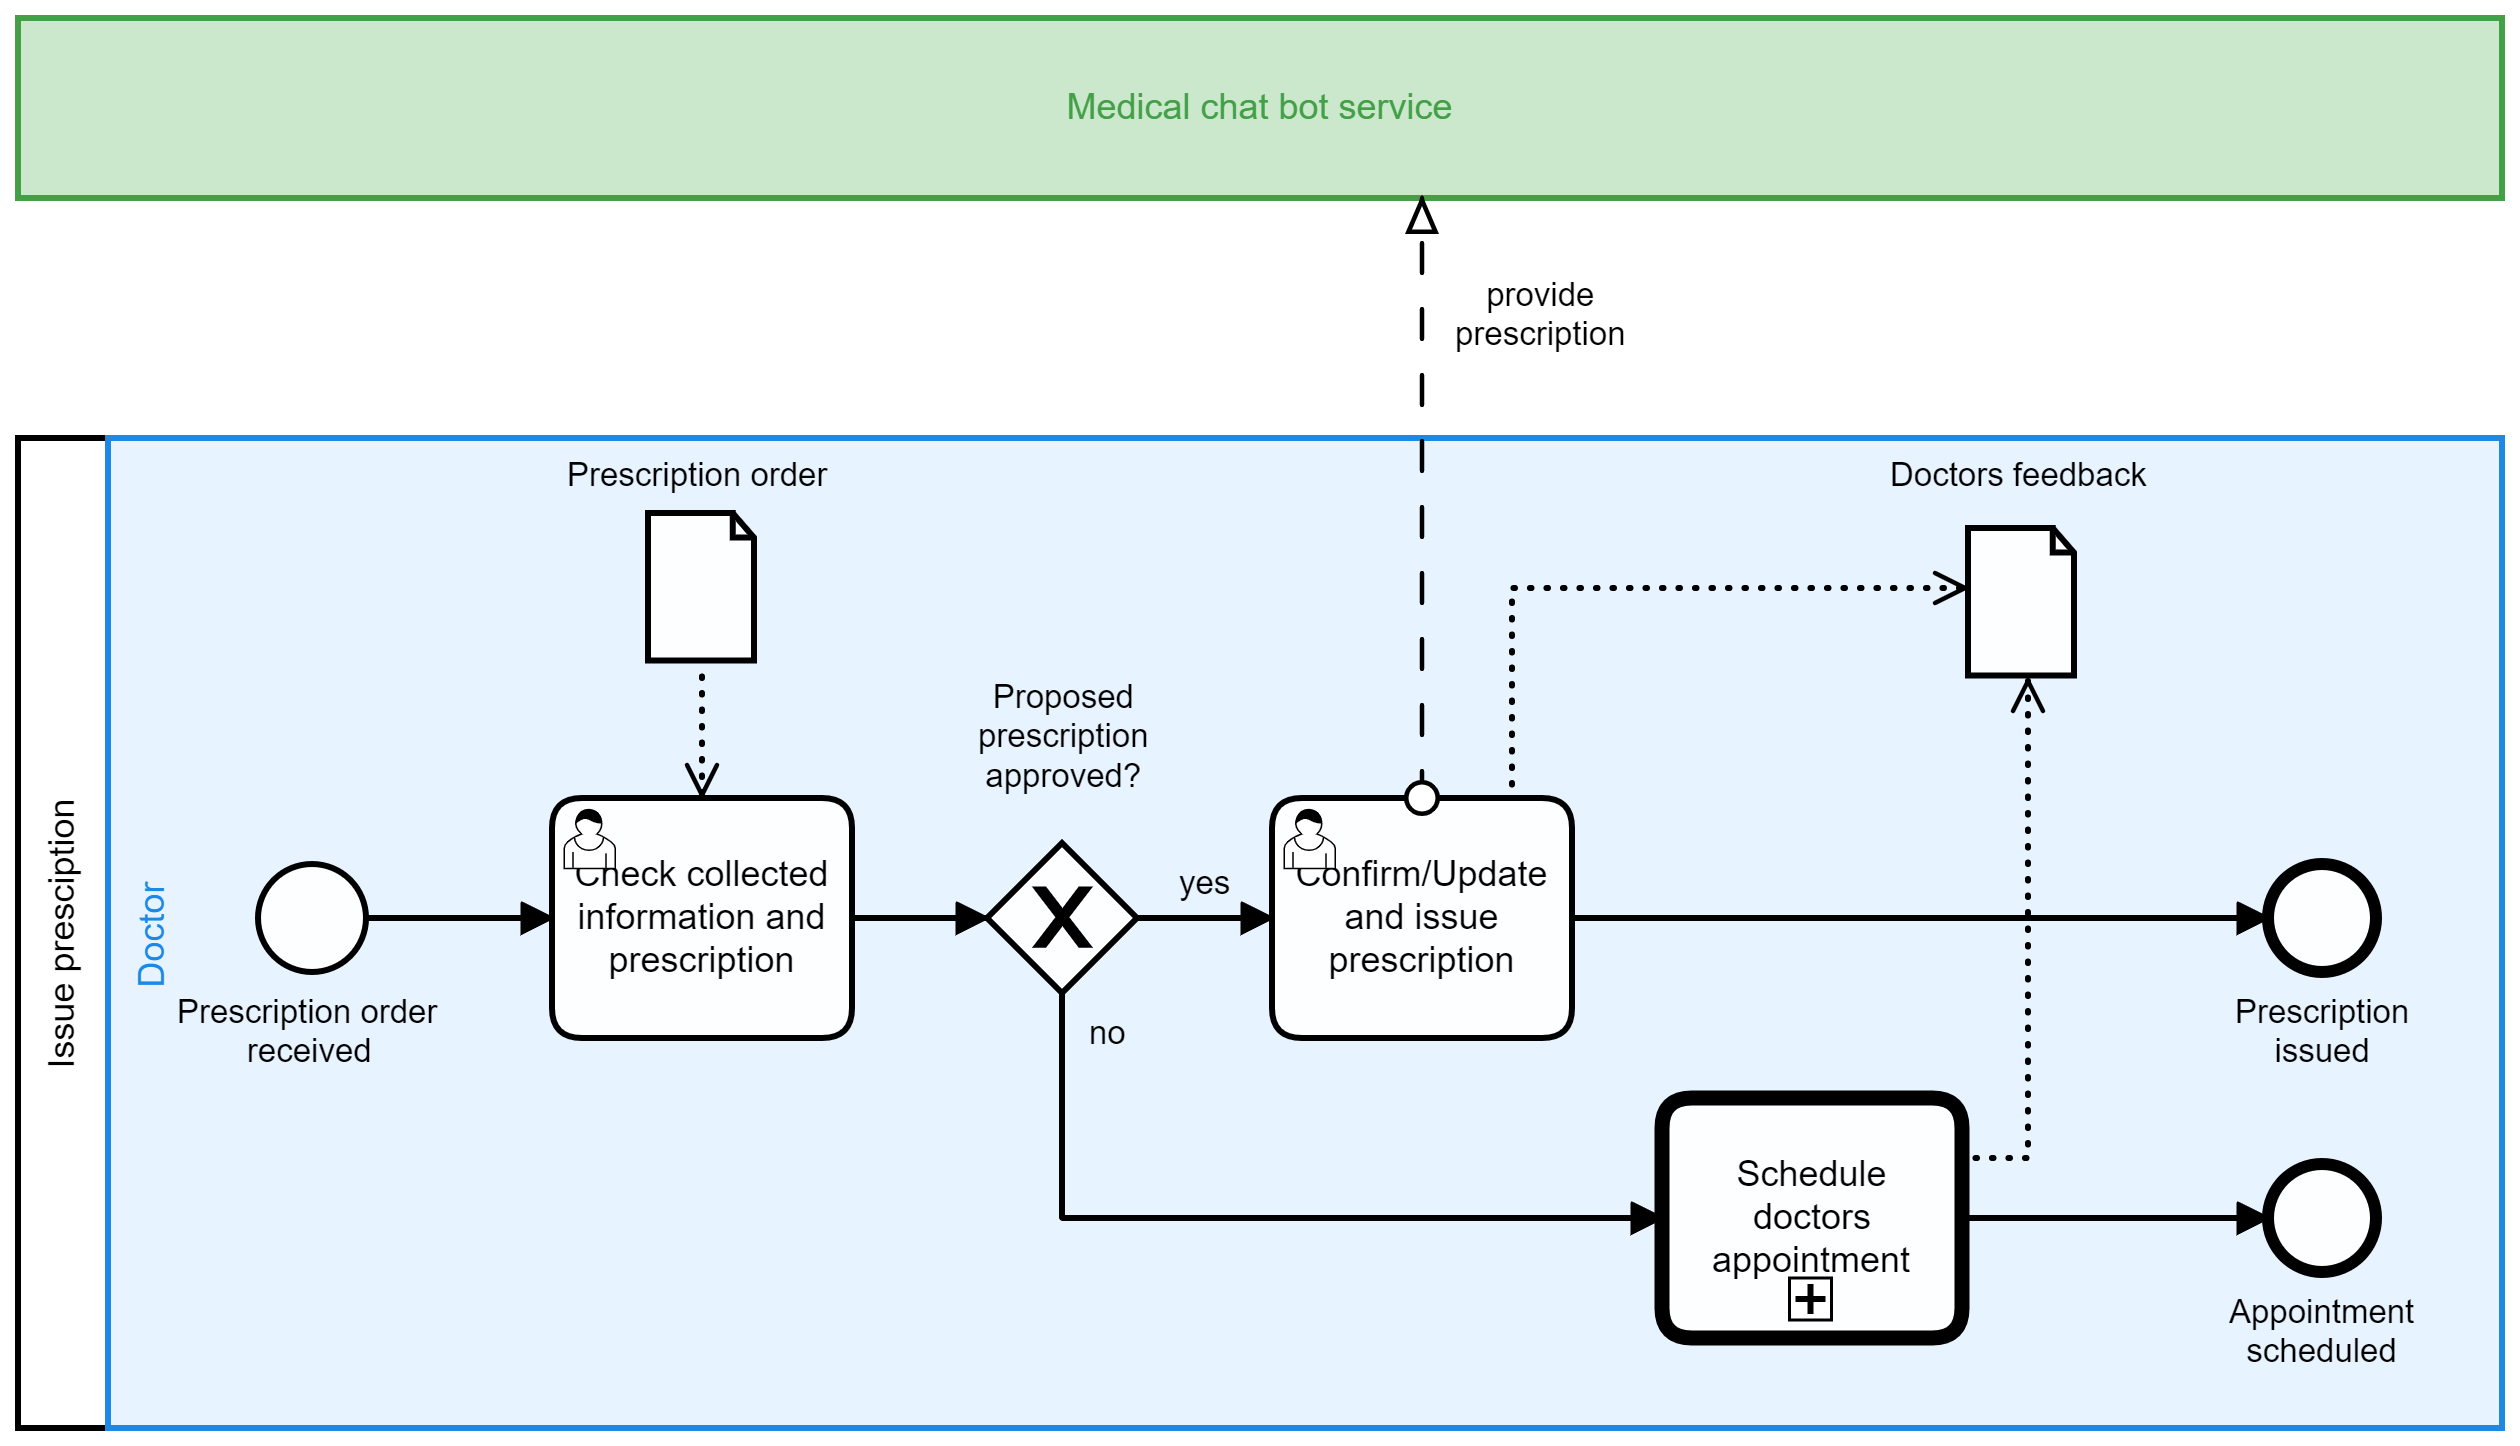 Medical chat bot service
provide
prescription
Issue presciption
Doctor
Prescription order
Doctors feedback
Proposed
prescription
approved?
Prescription order
received
Check collected
information and
prescription
yes
no
Confirm/Update
and issue
prescription
Prescription
issued
Schedule
doctors
appointment
Appointment
scheduled